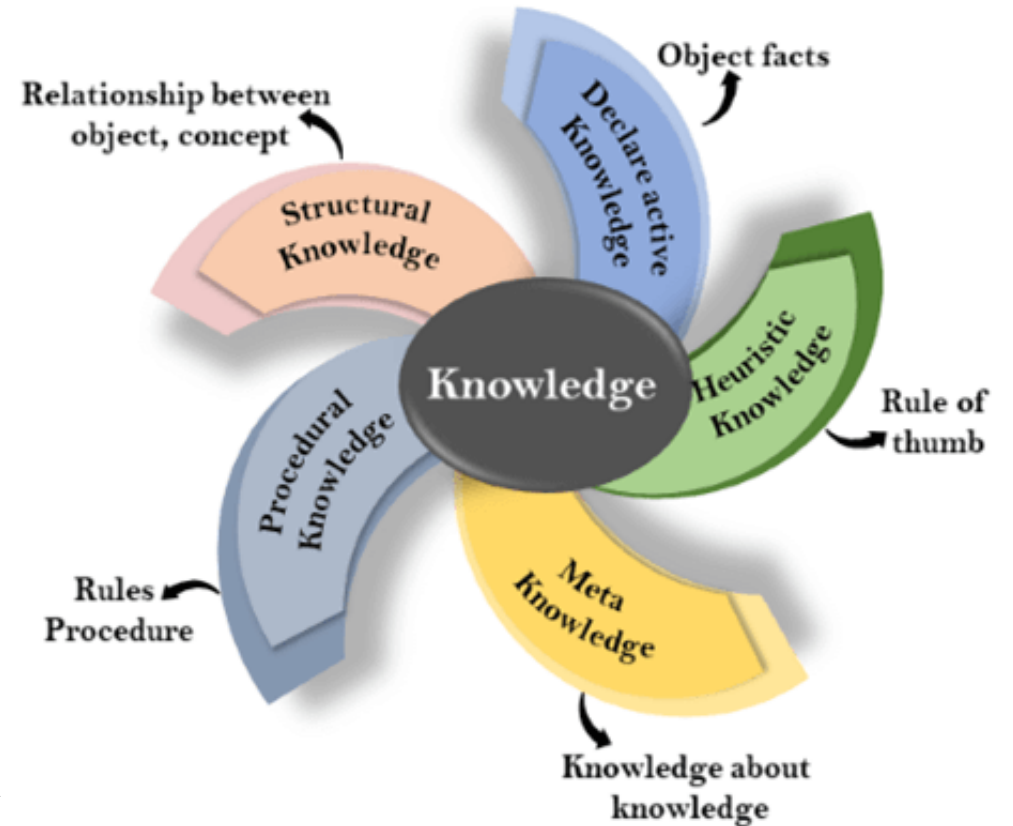 Object facts
Declare active
Knowledge
Relationship between
object, concept
Structural
Knowledge
Knowledge
Heuristic
Knowledge
Rule of
thumb
Procedural
Knowledge
Rules
Procedure
Meta
Knowledge
Knowledge about
knowledge